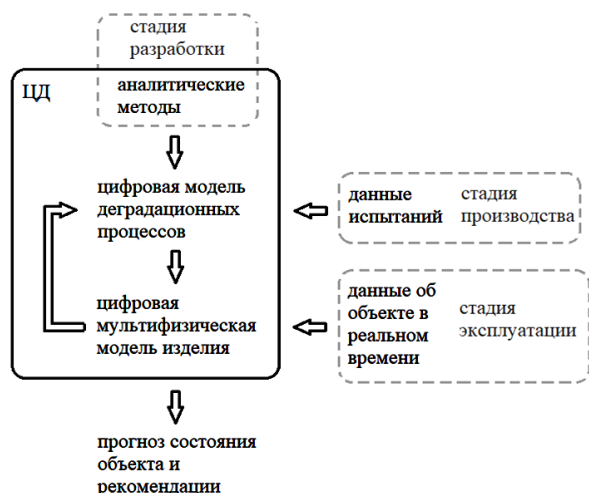 стадия
разработки
ЦД
аналитические
методы
цифровая модель
деградационных
процессов
данные
испытаний
стадия
производства
цифровая
мультифизическая
модель изделия
данные об
объекте в
реальном
времени
стадия
эксплуатации
прогноз состояния
объекта и
рекомендации